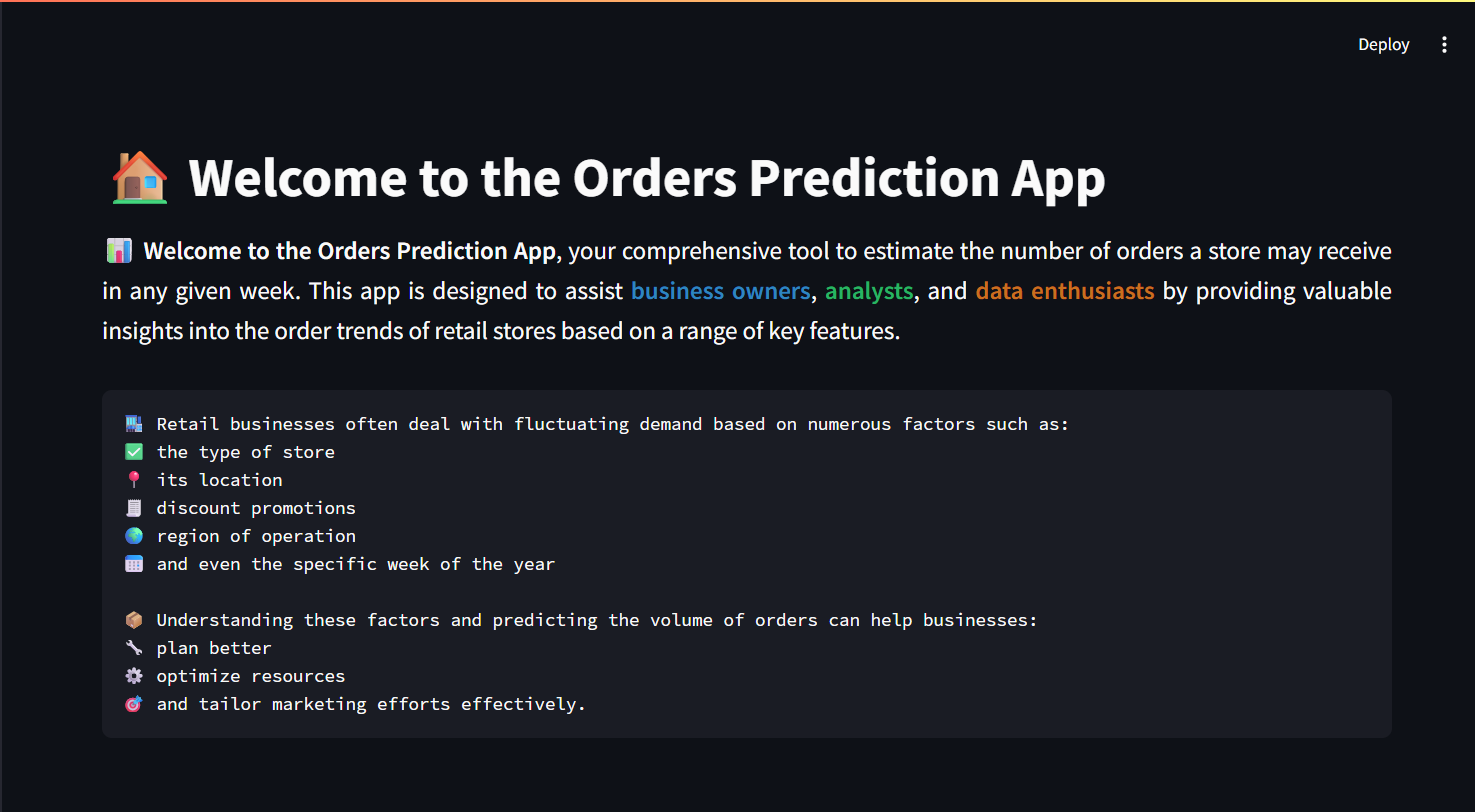 Deploy
Welcome to the Orders Prediction App
Welcome to the Orders Prediction App, your comprehensive tool to estimate the number of orders a store may receive
in any given week. This app is designed to assist business owners, analysts, and data enthusiasts by providing valuable
insights into the order trends of retail stores based on a range of key features.
Retail businesses often deal with fluctuating demand based on numerous factors such as:
the type of store
its location
discount promotions
region of operation
and even the specific week of the year
Understanding these factors and predicting the volume of orders can help businesses:
plan better
optimize resources
and tailor marketing efforts effectively.